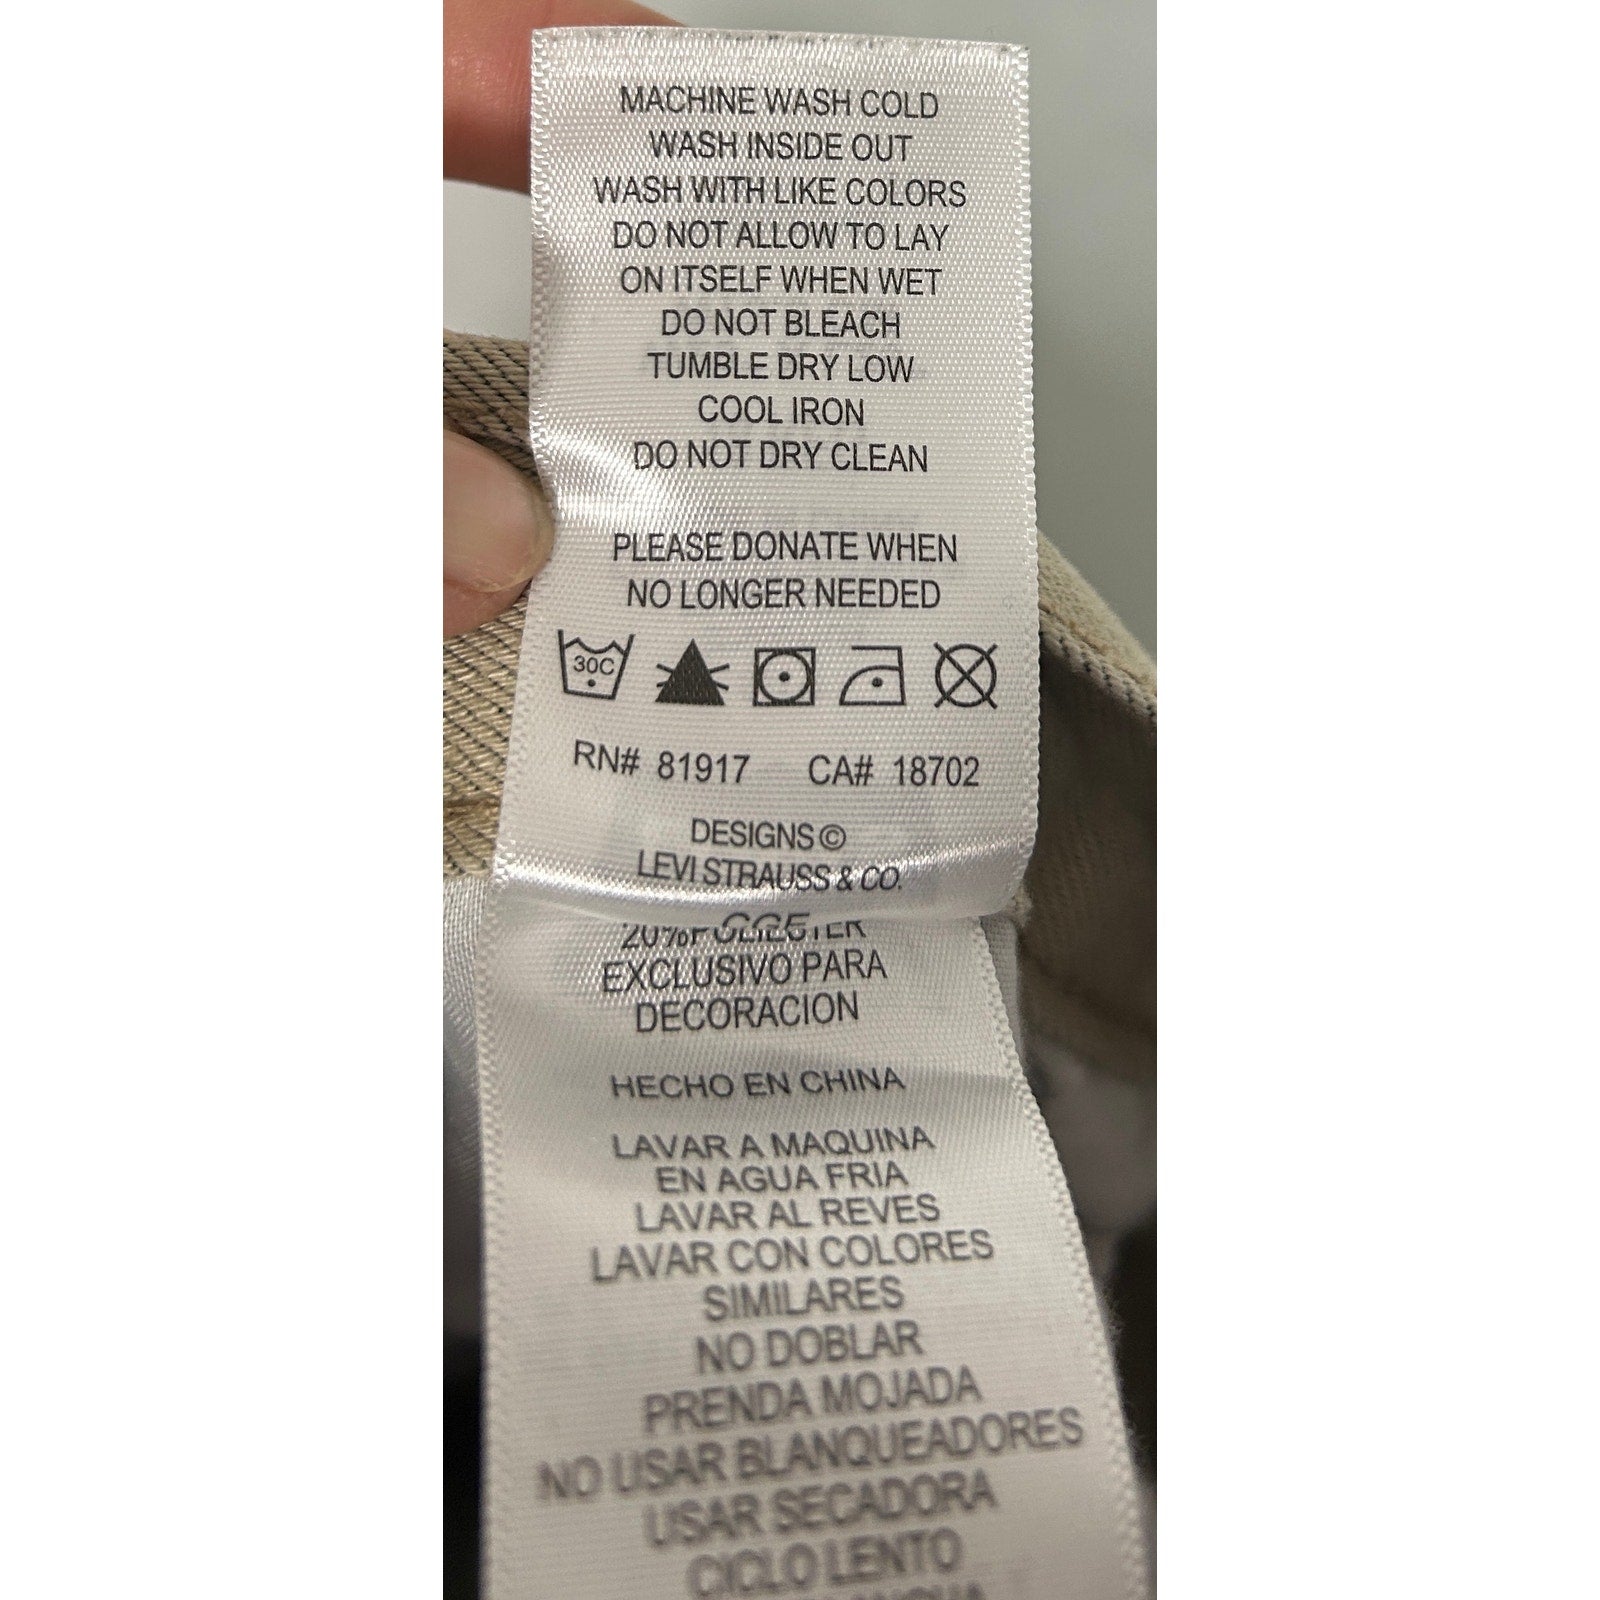 MACHINE WASH COLD
WASH INSIDE OUT
WASH WITH LIKE COLORS
DO NOT ALLOW TO LAY
ON ITSELF WHEN WET
DO NOT BLEACH
TUMBLE DRY LOW
COOL IRON
DO NOT DRY CLEAN
PLEASE DONATE WHEN
NO LONGER NEEDED
30C
RN# 81917 CA# 18702
DESIGNS©
LEVI STRAUSS & CO.
20%POLIESTER
EXCLUSIVO PARA
DECORACION
HECHO EN CHINA
LAVAR A MAQUINA
EN AGUA FRIA
LAVAR AL REVES
LAVAR CON COLORES
SIMILARES
NO DOBLAR
PRENDA MOJADA
NO USAR BLANQUEADORES
USAR SECADORA
CICLO LENTO